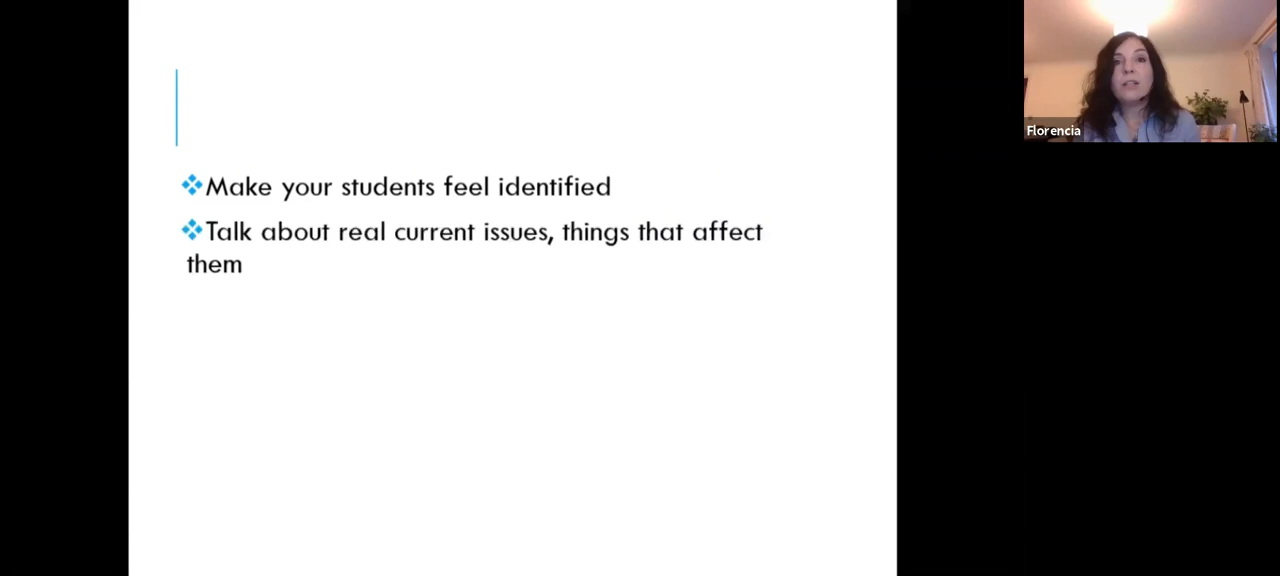 Make your students feel identified
Talk about real current issues, things that affect
them
Florencia